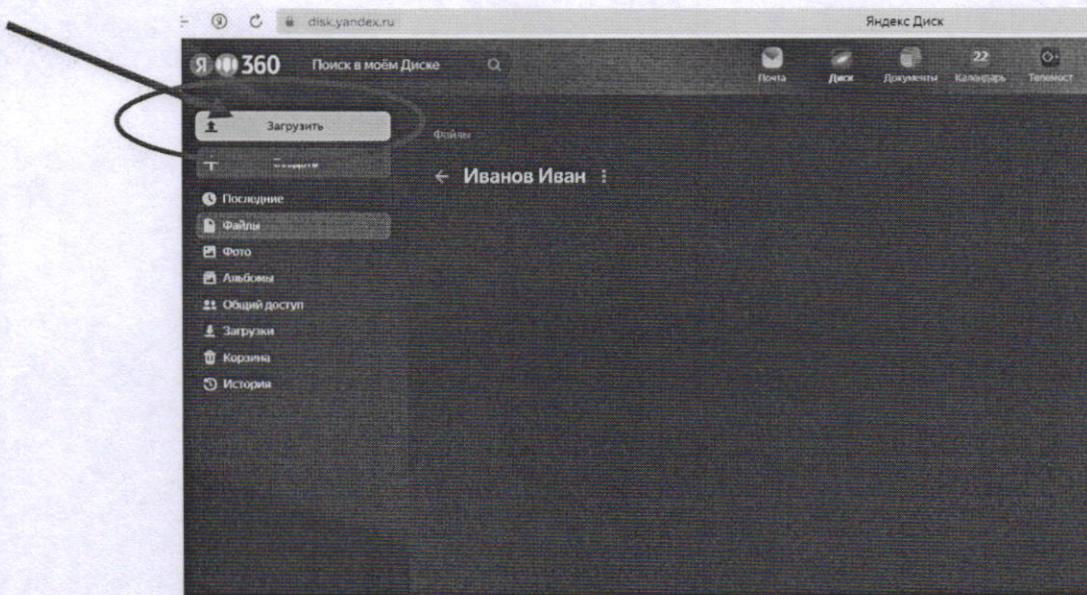 disk.yandex.ru
Яндекс Диск
Я 360
Поиск в моём Диске
Почта
Диск
Документы
22
Календарь
Телемост
Загрузить
Файлы
Иванов Иван
Последние
Файлы
Фото
Альбомы
Общий доступ
Загрузки
Корзина
История